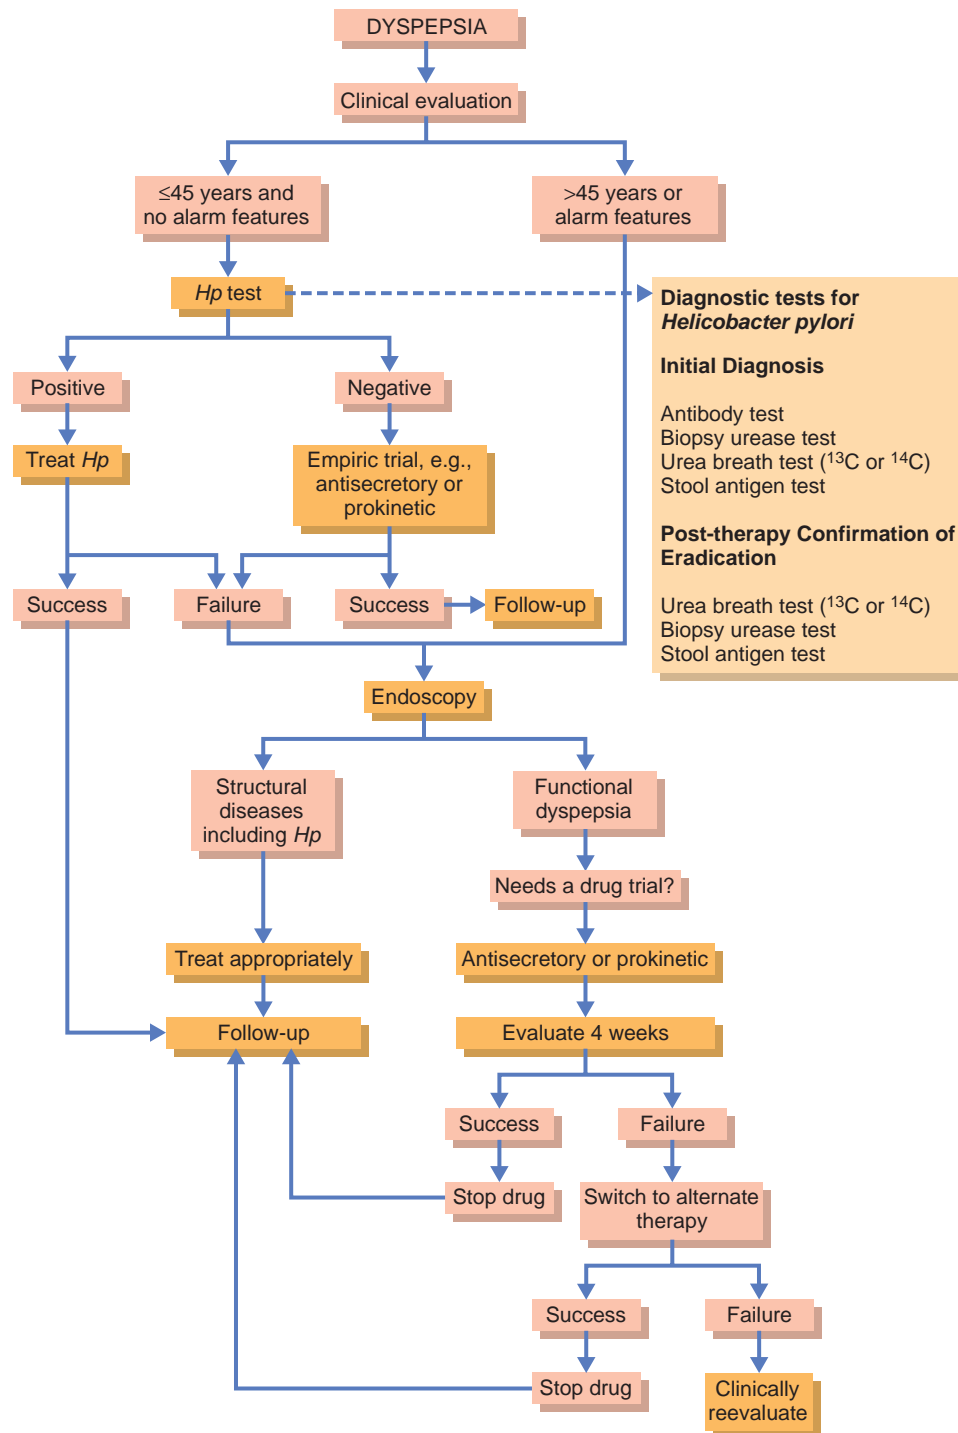 DYSPEPSIA
Clinical evaluation
≤45 years and
no alarm features
>45 years or
alarm features
Hp test
Diagnostic tests for
Helicobacter pylori
Initial Diagnosis
Antibody test
Biopsy urease test
Urea breath test (¹³C or ¹⁴C)
Stool antigen test
Post-therapy Confirmation of
Eradication
Urea breath test (¹³C or ¹⁴C)
Biopsy urease test
Stool antigen test
Positive
Negative
Treat Hp
Empiric trial, e.g.,
antisecretory or
prokinetic
Success
Failure
Success
Follow-up
Endoscopy
Structural
diseases
including Hp
Functional
dyspepsia
Needs a drug trial?
Treat appropriately
Antisecretory or prokinetic
Follow-up
Evaluate 4 weeks
Success
Failure
Stop drug
Switch to alternate
therapy
Success
Failure
Stop drug
Clinically
reevaluate